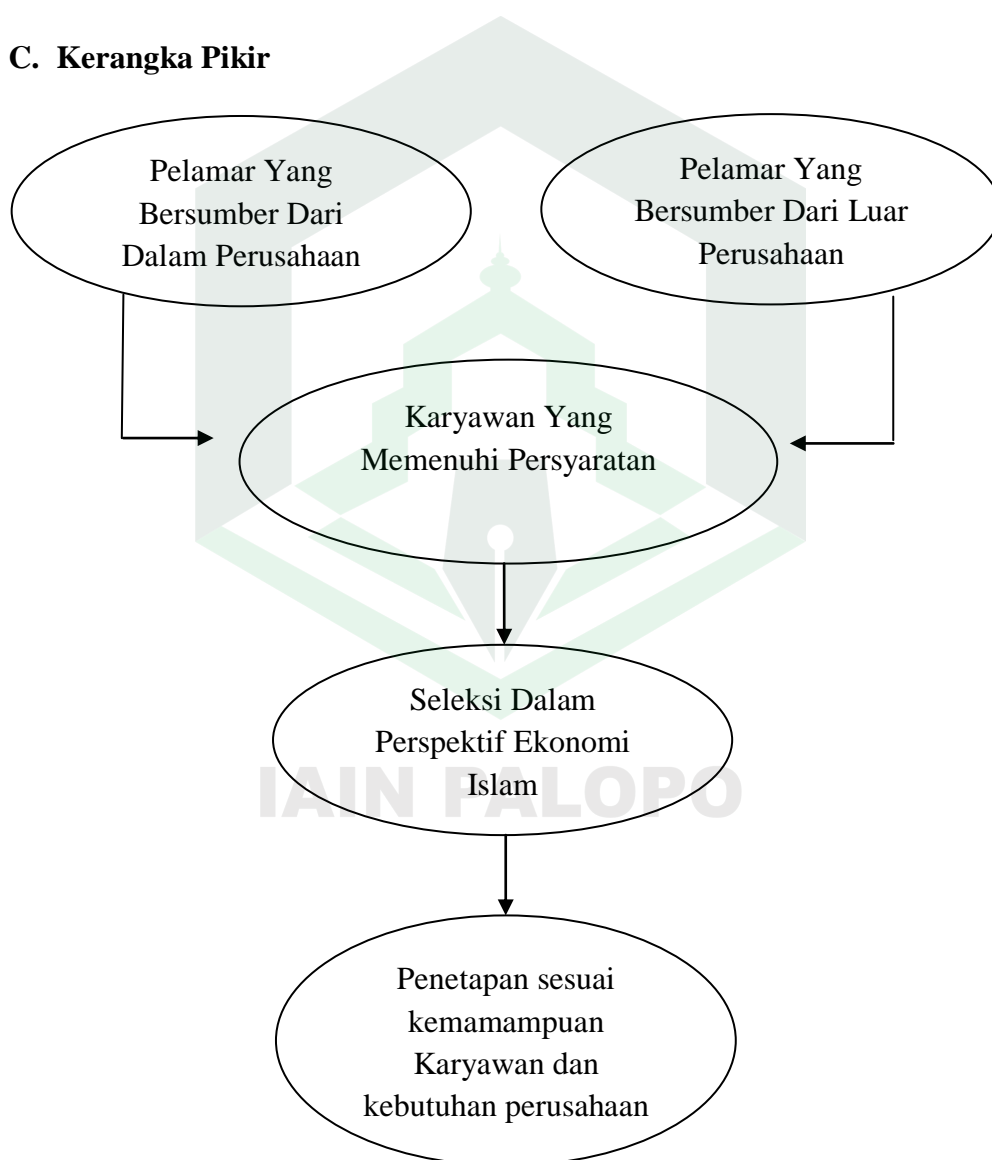 C. Kerangka Pikir
Pelamar Yang
Bersumber Dari
Dalam Perusahaan
Pelamar Yang
Bersumber Dari Luar
Perusahaan
Karyawan Yang
Memenuhi Persyaratan
Seleksi Dalam
Perspektif Ekonomi
Islam
IAIN PALOPO
Penetapan sesuai
kemamampuan
Karyawan dan
kebutuhan perusahaan